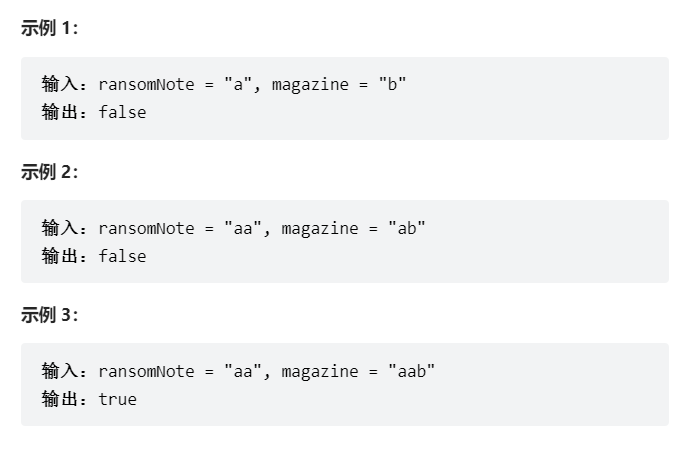 示例 1：
输入：ransomNote = "a", magazine = "b"
输出：false
示例 2：
输入：ransomNote = "aa", magazine = "ab"
输出：false
示例 3：
输入：ransomNote = "aa", magazine = "aab"
输出：true